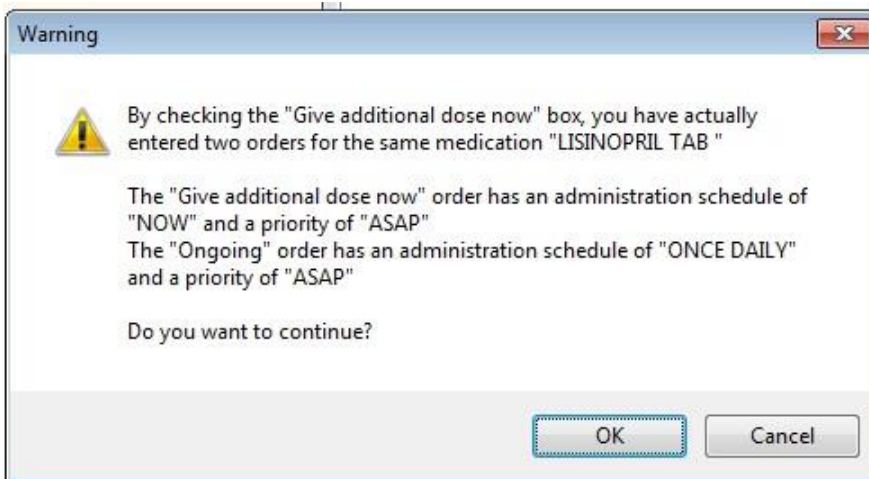 Warning
By checking the "Give additional dose now" box, you have actually
entered two orders for the same medication "LISINOPRIL TAB "
The "Give additional dose now" order has an administration schedule of
"NOW" and a priority of "ASAP"
The "Ongoing" order has an administration schedule of "ONCE DAILY"
and a priority of "ASAP"
Do you want to continue?
OK
Cancel